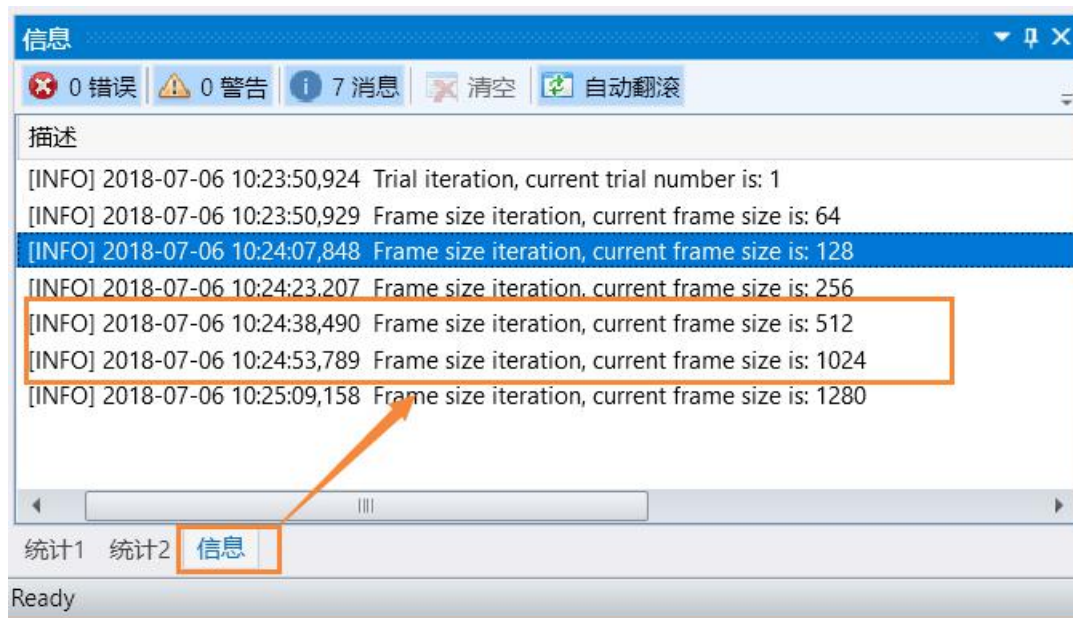 信息
0 错误 0 警告 7 消息 清空 自动翻滚
描述
[INFO] 2018-07-06 10:23:50,924 Trial iteration, current trial number is: 1
[INFO] 2018-07-06 10:23:50,929 Frame size iteration, current frame size is: 64
[INFO] 2018-07-06 10:24:07,848 Frame size iteration, current frame size is: 128
[INFO] 2018-07-06 10:24:23,207 Frame size iteration, current frame size is: 256
[INFO] 2018-07-06 10:24:38,490 Frame size iteration, current frame size is: 512
[INFO] 2018-07-06 10:24:53,789 Frame size iteration, current frame size is: 1024
[INFO] 2018-07-06 10:25:09,158 Frame size iteration, current frame size is: 1280
统计1 统计2 信息
Ready